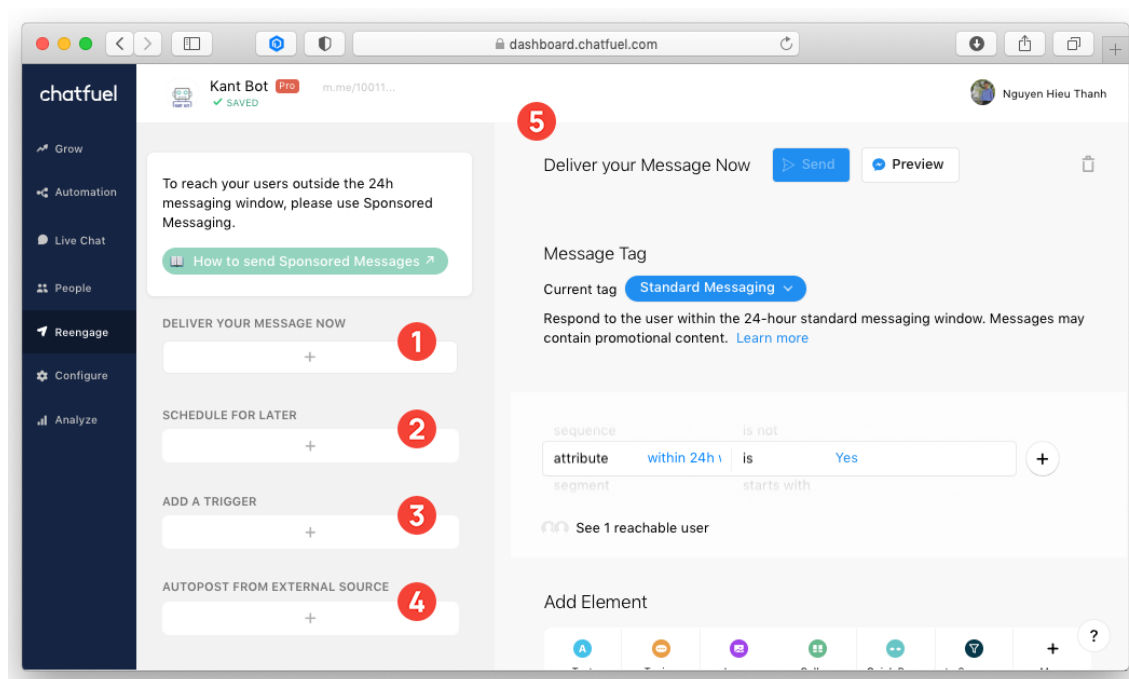 dashboard.chatfuel.com
chatfuel
Kant Bot Pro m.me/10011...
SAVED
Nguyen Hieu Thanh
Grow
Automation
Live Chat
People
Reengage
Configure
Analyze
To reach your users outside the 24h
messaging window, please use Sponsored
Messaging.
How to send Sponsored Messages
DELIVER YOUR MESSAGE NOW
1
+
SCHEDULE FOR LATER
2
+
ADD A TRIGGER
3
+
AUTOPOST FROM EXTERNAL SOURCE
4
+
5
Deliver your Message Now Send Preview
Message Tag
Current tag Standard Messaging
Respond to the user within the 24-hour standard messaging window. Messages may
contain promotional content. Learn more
sequence is not
attribute within 24h is Yes +
segment starts with
See 1 reachable user
Add Element
A
+
?